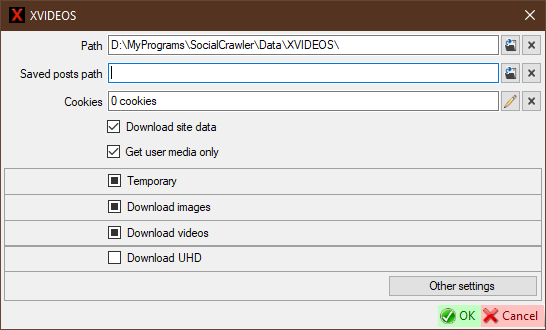 X XVIDEOS
Path D:\MyPrograms\SocialCrawler\Data\XVIDEOS\
Saved posts path
Cookies 0 cookies
Download site data
Get user media only
Temporary
Download images
Download videos
Download UHD
Other settings
OK Cancel